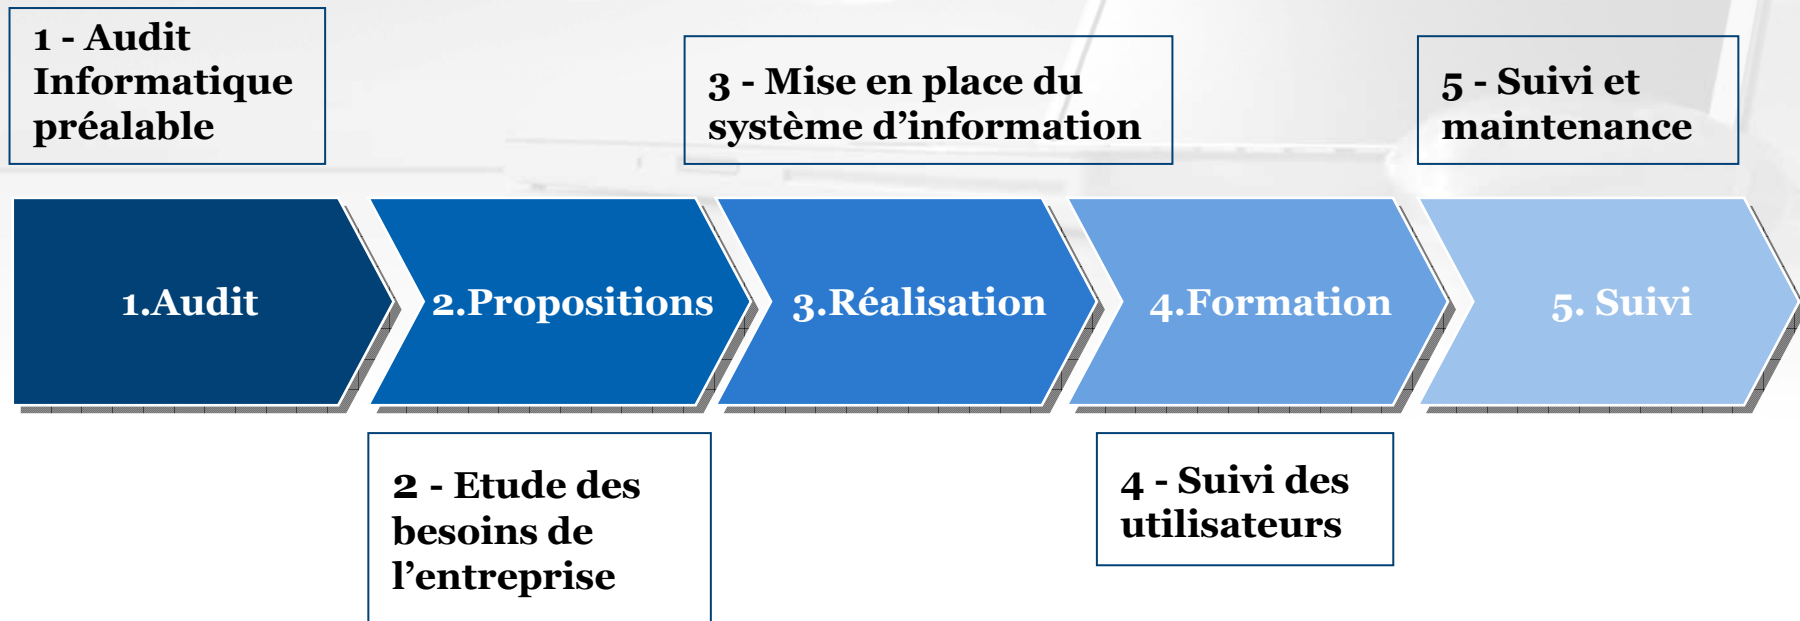 1 - Audit
Informatique
préalable
3 - Mise en place du
système d’information
5 - Suivi et
maintenance
1.Audit
2.Propositions
3.Réalisation
4.Formation
5. Suivi
2 - Etude des
besoins de
l’entreprise
4 - Suivi des
utilisateurs